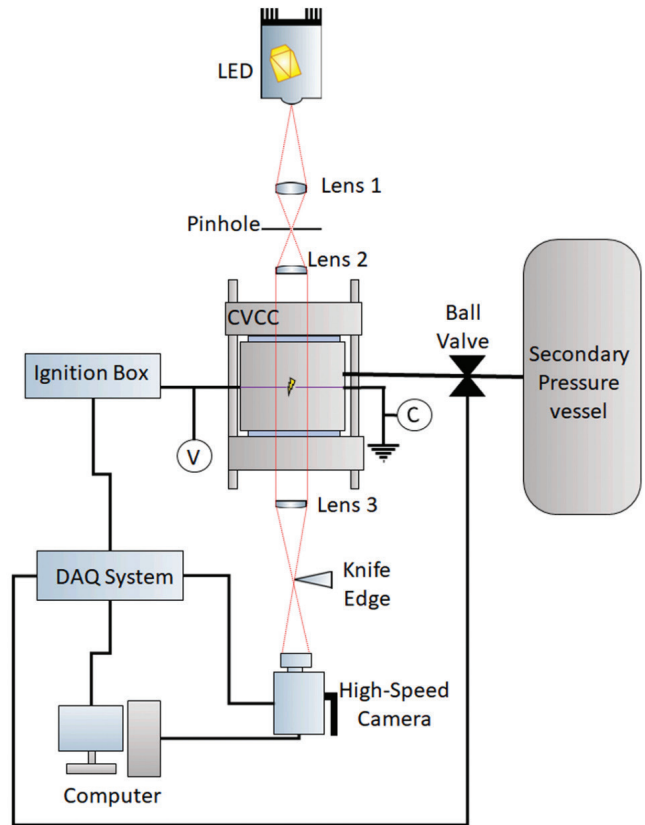 LED
Lens 1
Pinhole
Lens 2
CVCC
Ball
Valve
Secondary
Pressure
vessel
Ignition Box
V
C
Lens 3
DAQ System
Knife
Edge
High-Speed
Camera
Computer